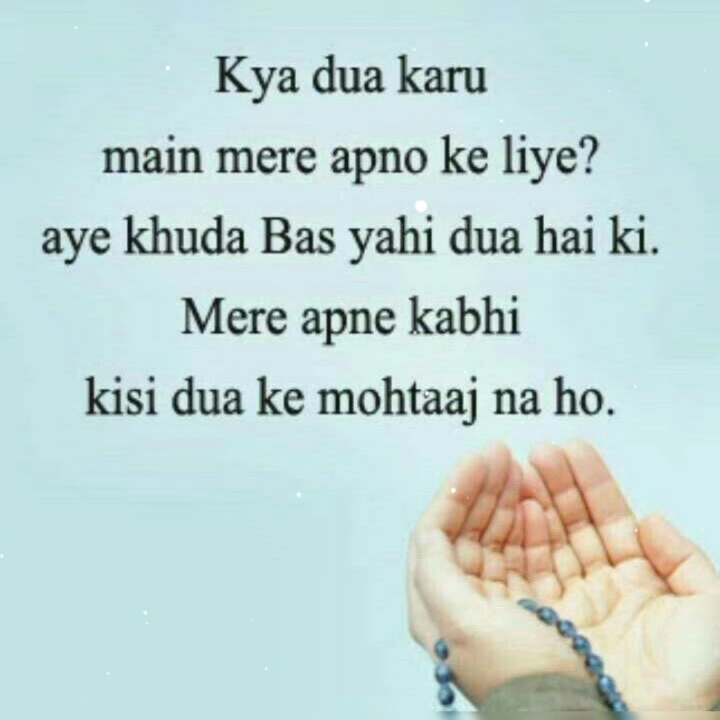 Kya dua karu
main mere apno ke liye?
aye khuda Bas yahi dua hai ki.
Mere apne kabhi
kisi dua ke mohtaaj na ho.